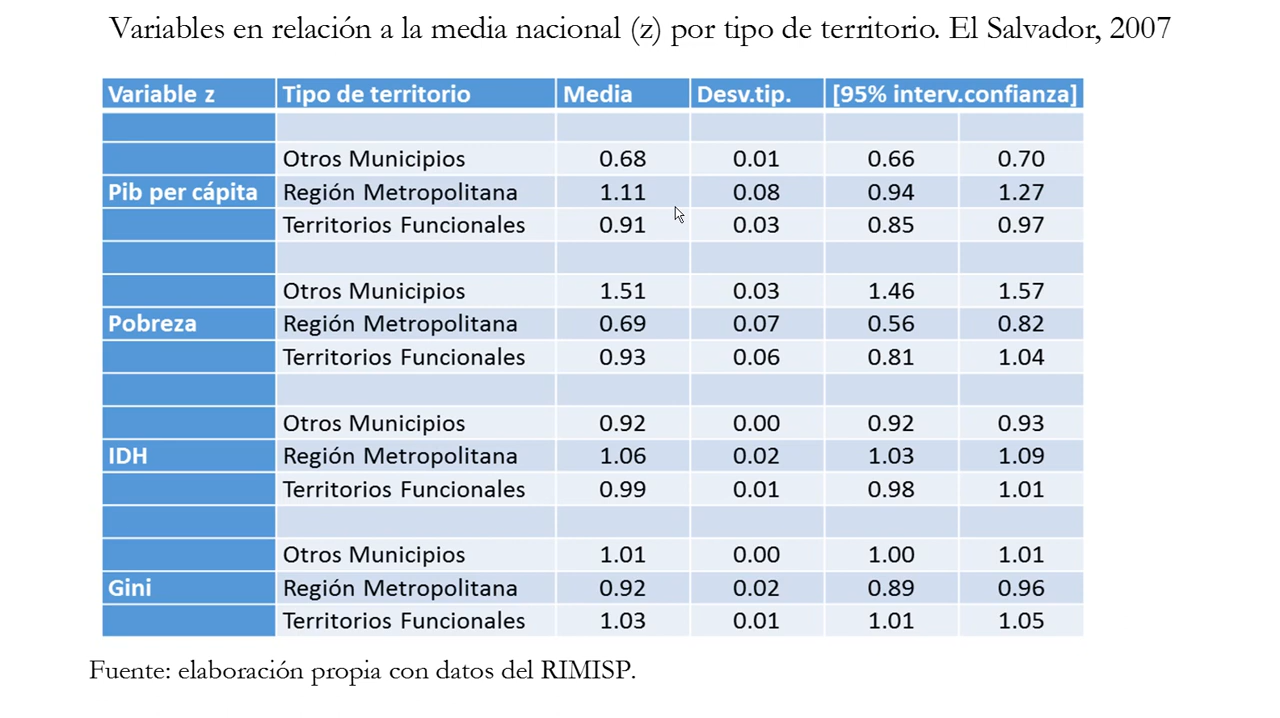 Variables en relación a la media nacional (z) por tipo de territorio. El Salvador, 2007
Variable z Tipo de territorio Media Desv.tip. [95% interv.confianza]
Otros Municipios 0.68 0.01 0.66 0.70
Pib per cápita Región Metropolitana 1.11 0.08 0.94 1.27
Territorios Funcionales 0.91 0.03 0.85 0.97
Otros Municipios 1.51 0.03 1.46 1.57
Pobreza Región Metropolitana 0.69 0.07 0.56 0.82
Territorios Funcionales 0.93 0.06 0.81 1.04
Otros Municipios 0.92 0.00 0.92 0.93
IDH Región Metropolitana 1.06 0.02 1.03 1.09
Territorios Funcionales 0.99 0.01 0.98 1.01
Otros Municipios 1.01 0.00 1.00 1.01
Gini Región Metropolitana 0.92 0.02 0.89 0.96
Territorios Funcionales 1.03 0.01 1.01 1.05
Fuente: elaboración propia con datos del RIMISP.